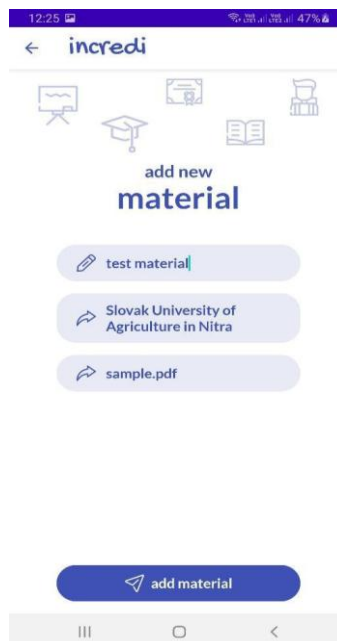 12:25
47%
incredi
add new
material
test material
Slovak University of
Agriculture in Nitra
sample.pdf
add material